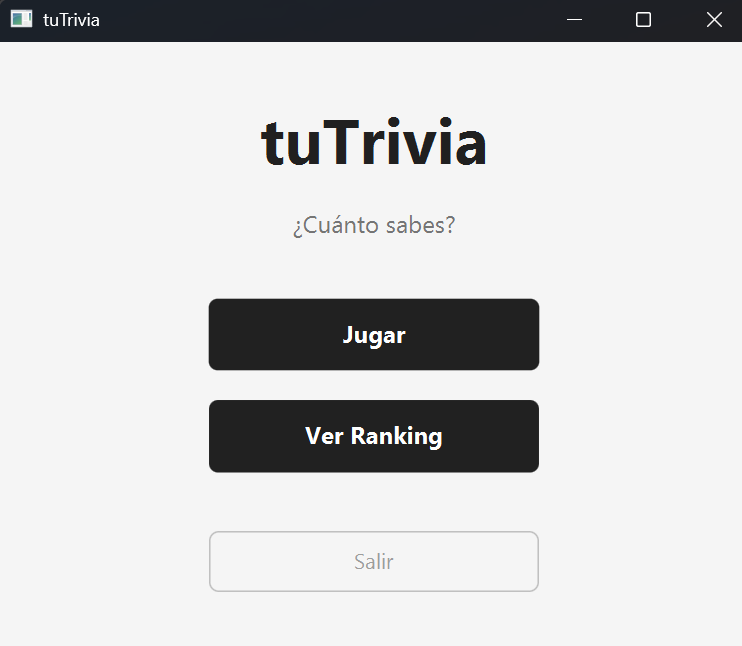 tuTrivia
tuTrivia
¿Cuánto sabes?
Jugar
Ver Ranking
Salir